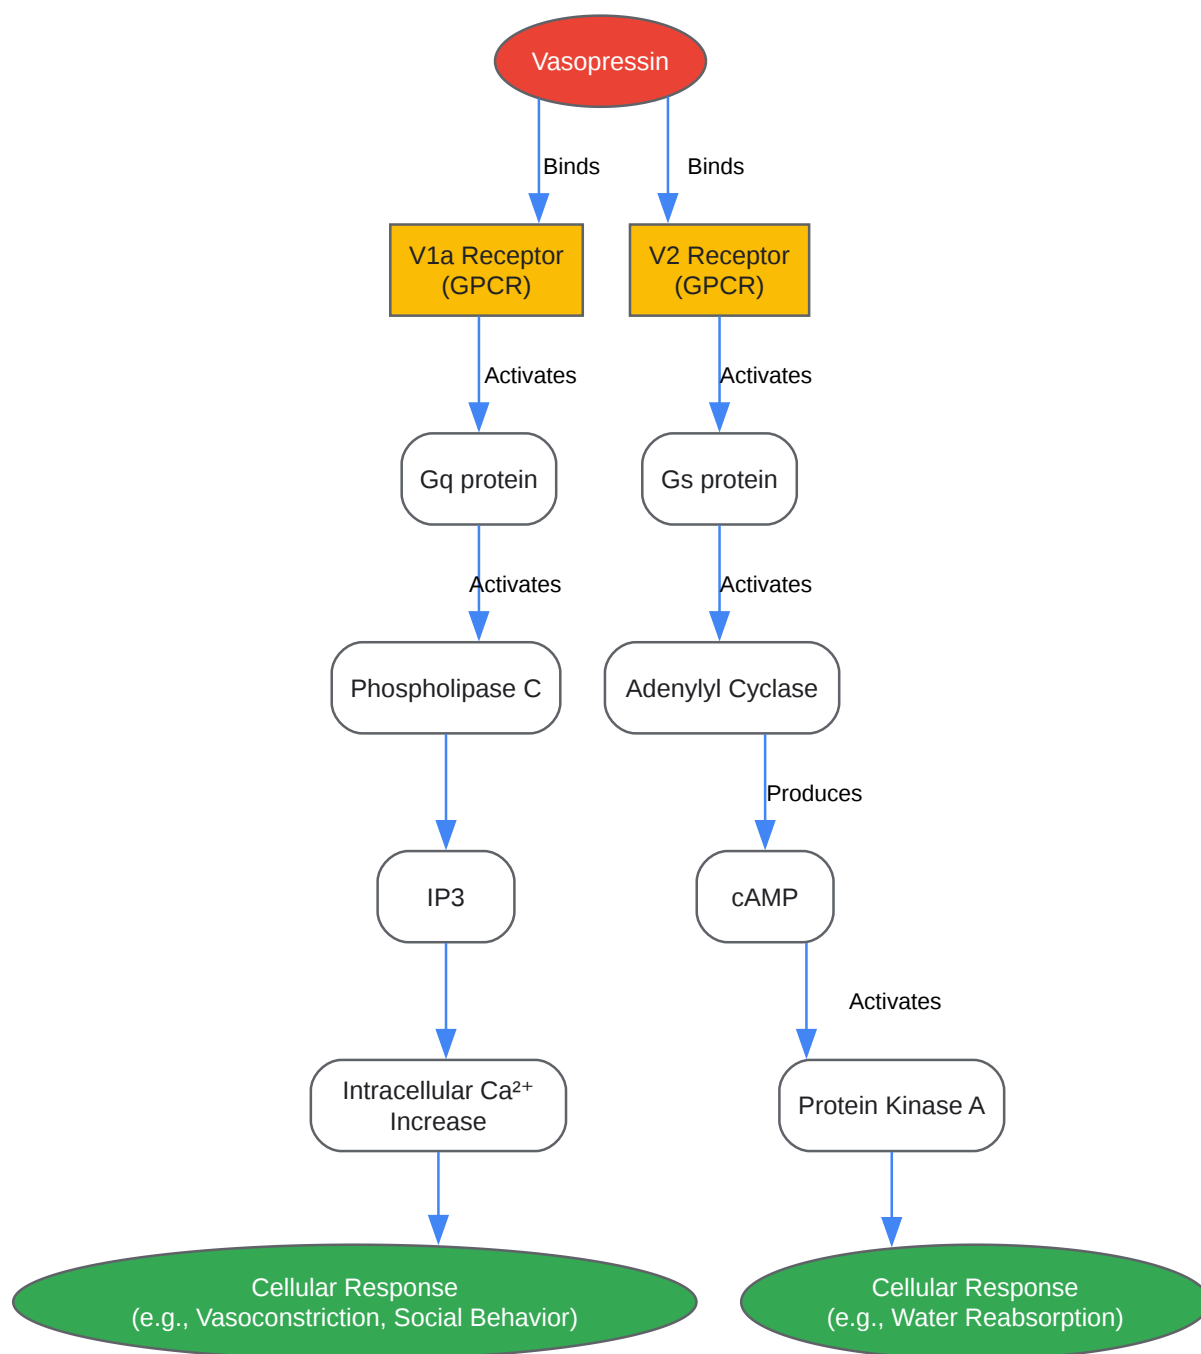 Vasopressin
Binds
Binds
V1a Receptor
(GPCR)
V2 Receptor
(GPCR)
Activates
Activates
Gq protein
Gs protein
Activates
Activates
Phospholipase C
Adenylyl Cyclase
Produces
IP3
cAMP
Activates
Intracellular Ca²⁺
Increase
Protein Kinase A
Cellular Response
(e.g., Vasoconstriction, Social Behavior)
Cellular Response
(e.g., Water Reabsorption)